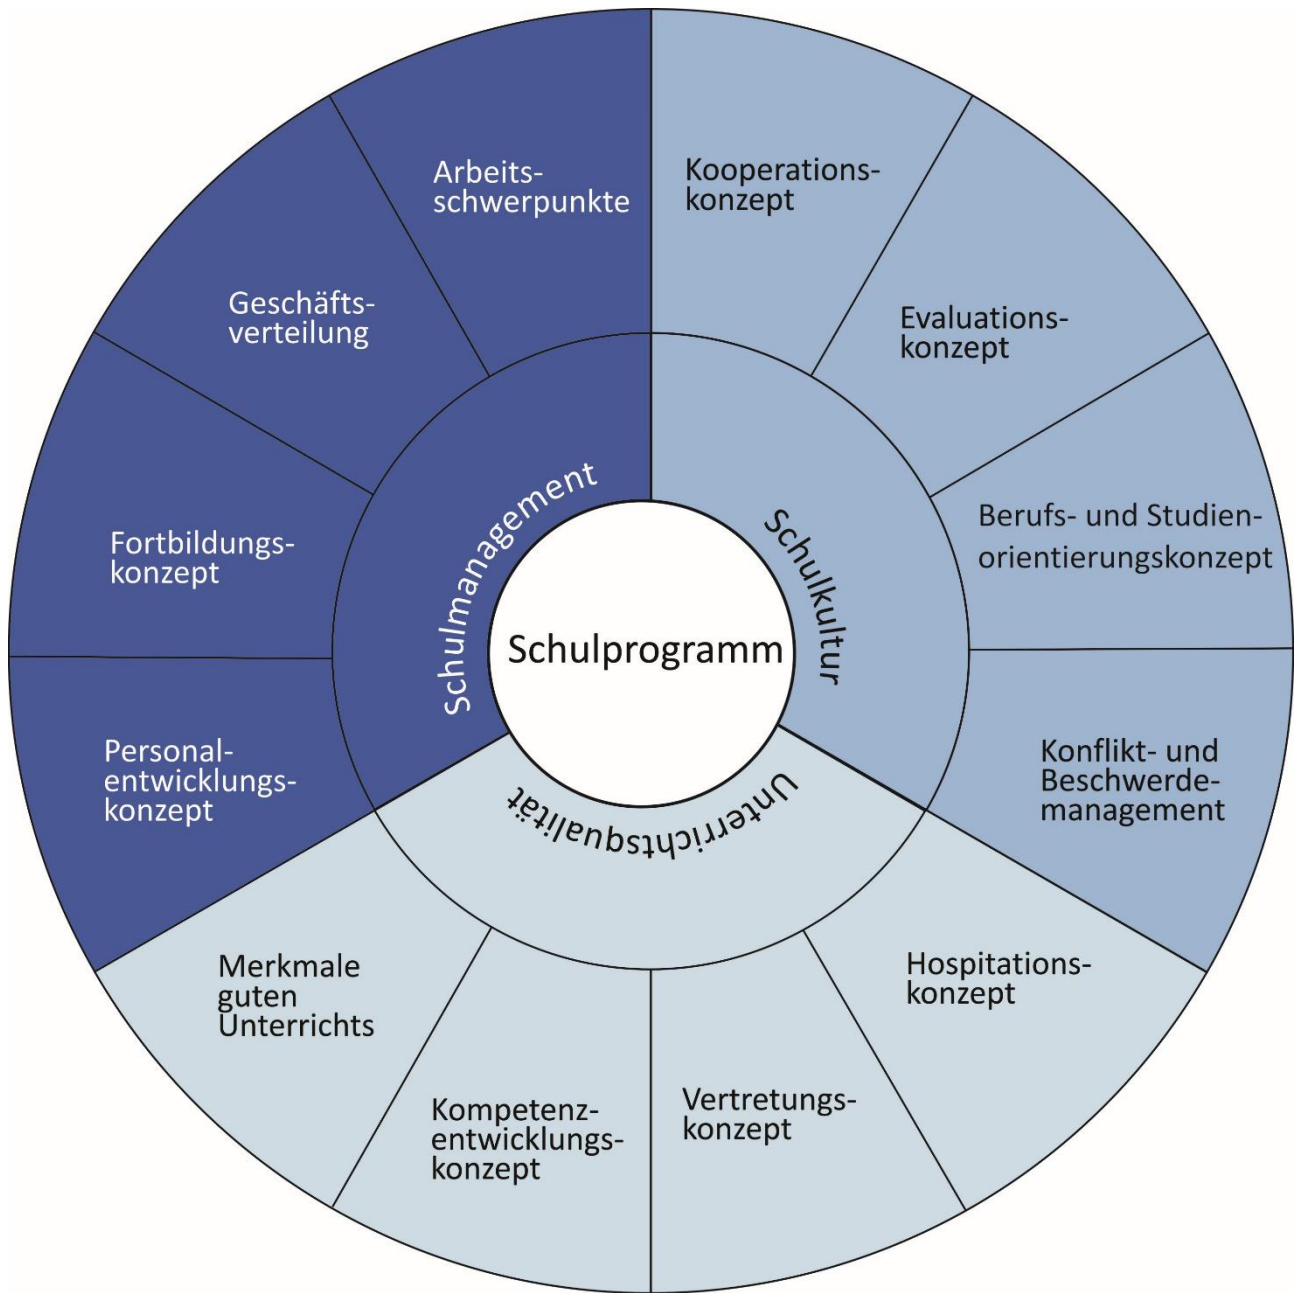 Arbeits-
schwerpunkte
Kooperations-
konzept
Geschäfts-
verteilung
Evaluations-
konzept
Fortbildungs-
konzept
Berufs- und Studien-
orientierungskonzept
Schulmanagement
Schulkultur
Schulprogramm
Unterrichtsqualität
Personal-
entwicklungs-
konzept
Konflikt- und
Beschwerde-
management
Merkmale
guten
Unterrichts
Hospitations-
konzept
Kompetenz-
entwicklungs-
konzept
Vertretungs-
konzept